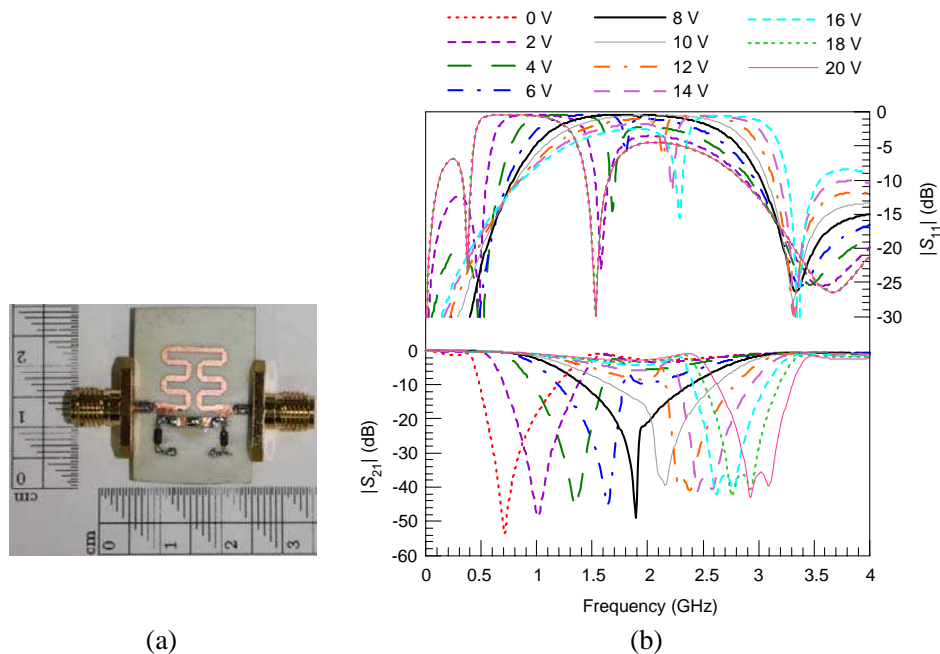 0 V
2 V
4 V
6 V
8 V
10 V
12 V
14 V
16 V
18 V
20 V
0
-5
-10
-15
-20
-25
-30
|S11| (dB)
0
-10
-20
-30
-40
-50
-60
|S21| (dB)
0 0.5 1 1.5 2 2.5 3 3.5 4
Frequency (GHz)
2
1
0
cm
cm
0 1 2 3
(a) (b)